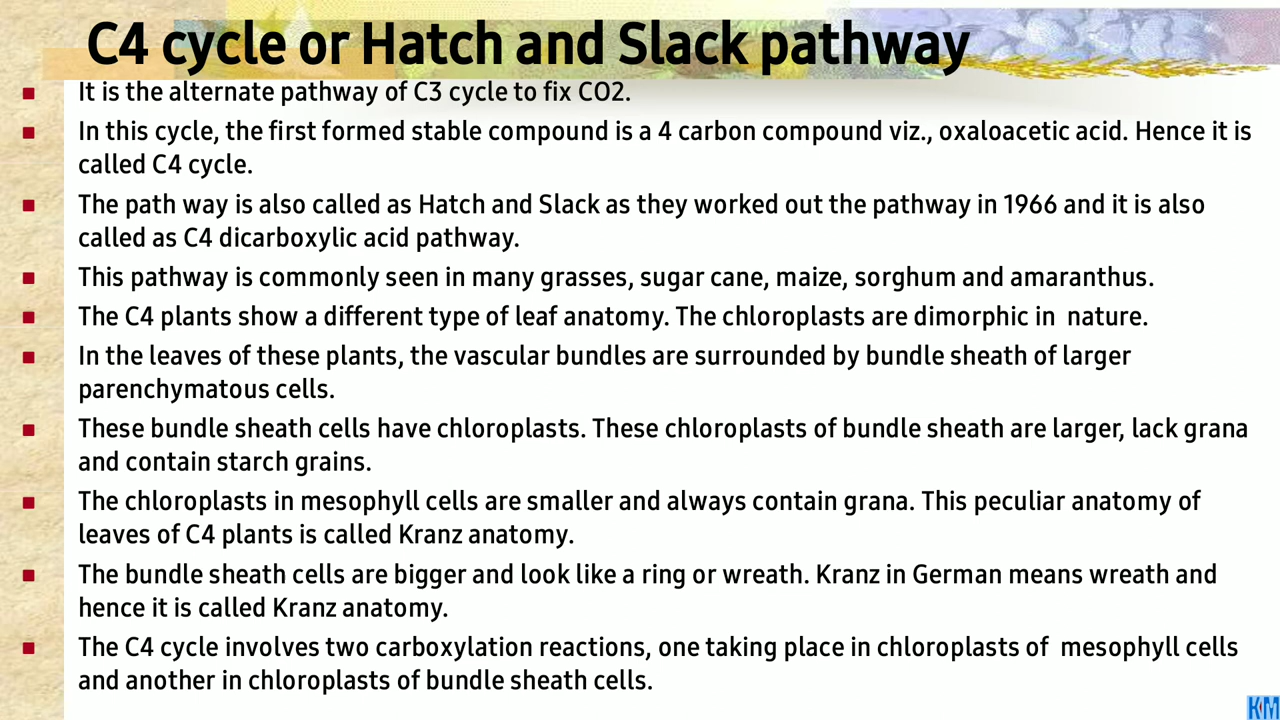 C4 cycle or Hatch and Slack pathway
It is the alternate pathway of C3 cycle to fix CO2.
In this cycle, the first formed stable compound is a 4 carbon compound viz., oxaloacetic acid. Hence it is
called C4 cycle.
The path way is also called as Hatch and Slack as they worked out the pathway in 1966 and it is also
called as C4 dicarboxylic acid pathway.
This pathway is commonly seen in many grasses, sugar cane, maize, sorghum and amaranthus.
The C4 plants show a different type of leaf anatomy. The chloroplasts are dimorphic in  nature.
In the leaves of these plants, the vascular bundles are surrounded by bundle sheath of larger
parenchymatous cells.
These bundle sheath cells have chloroplasts. These chloroplasts of bundle sheath are larger, lack grana
and contain starch grains.
The chloroplasts in mesophyll cells are smaller and always contain grana. This peculiar anatomy of
leaves of C4 plants is called Kranz anatomy.
The bundle sheath cells are bigger and look like a ring or wreath. Kranz in German means wreath and
hence it is called Kranz anatomy.
The C4 cycle involves two carboxylation reactions, one taking place in chloroplasts of  mesophyll cells
and another in chloroplasts of bundle sheath cells.
KM